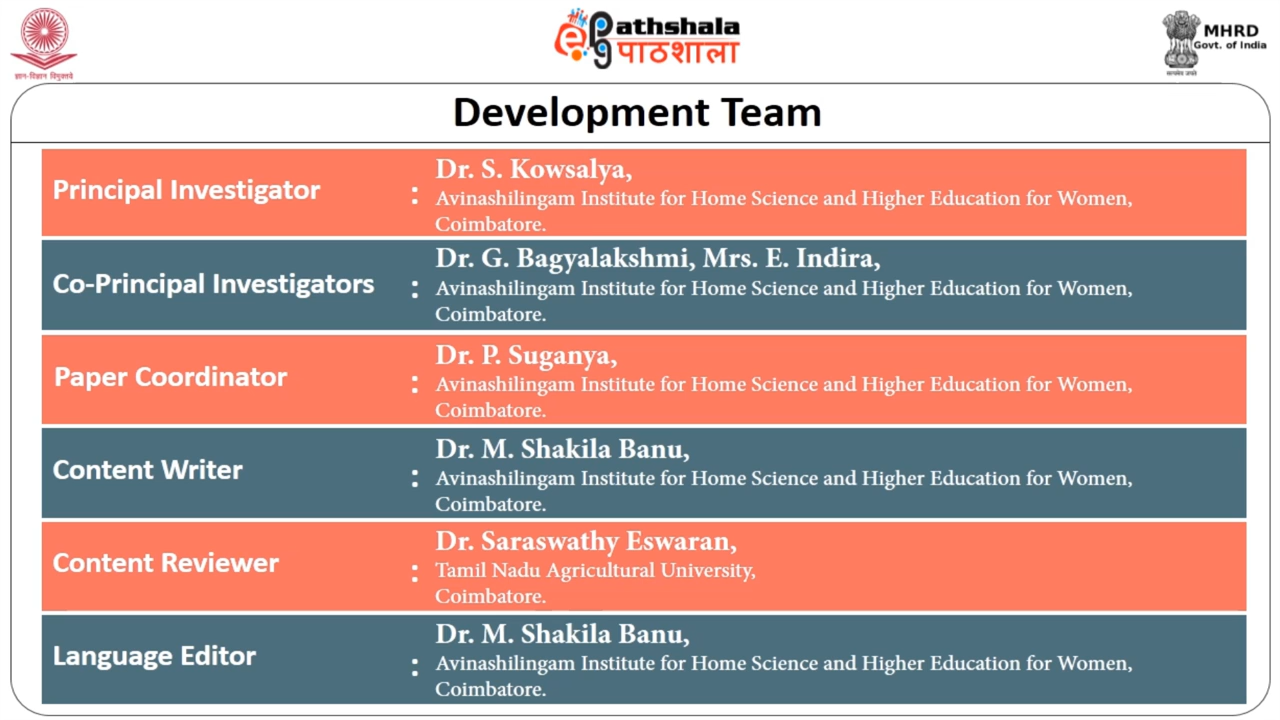 ज्ञान-विज्ञान विमुक्तये
ePg Pathshala
पाठशाला
MHRD
Govt. of India
सत्यमेव जयते
Development Team
Principal Investigator
:
Dr. S. Kowsalya,
Avinashilingam Institute for Home Science and Higher Education for Women,
Coimbatore.
Co-Principal Investigators
:
Dr. G. Bagyalakshmi, Mrs. E. Indira,
Avinashilingam Institute for Home Science and Higher Education for Women,
Coimbatore.
Paper Coordinator
:
Dr. P. Suganya,
Avinashilingam Institute for Home Science and Higher Education for Women,
Coimbatore.
Content Writer
:
Dr. M. Shakila Banu,
Avinashilingam Institute for Home Science and Higher Education for Women,
Coimbatore.
Content Reviewer
:
Dr. Saraswathy Eswaran,
Tamil Nadu Agricultural University,
Coimbatore.
Language Editor
:
Dr. M. Shakila Banu,
Avinashilingam Institute for Home Science and Higher Education for Women,
Coimbatore.